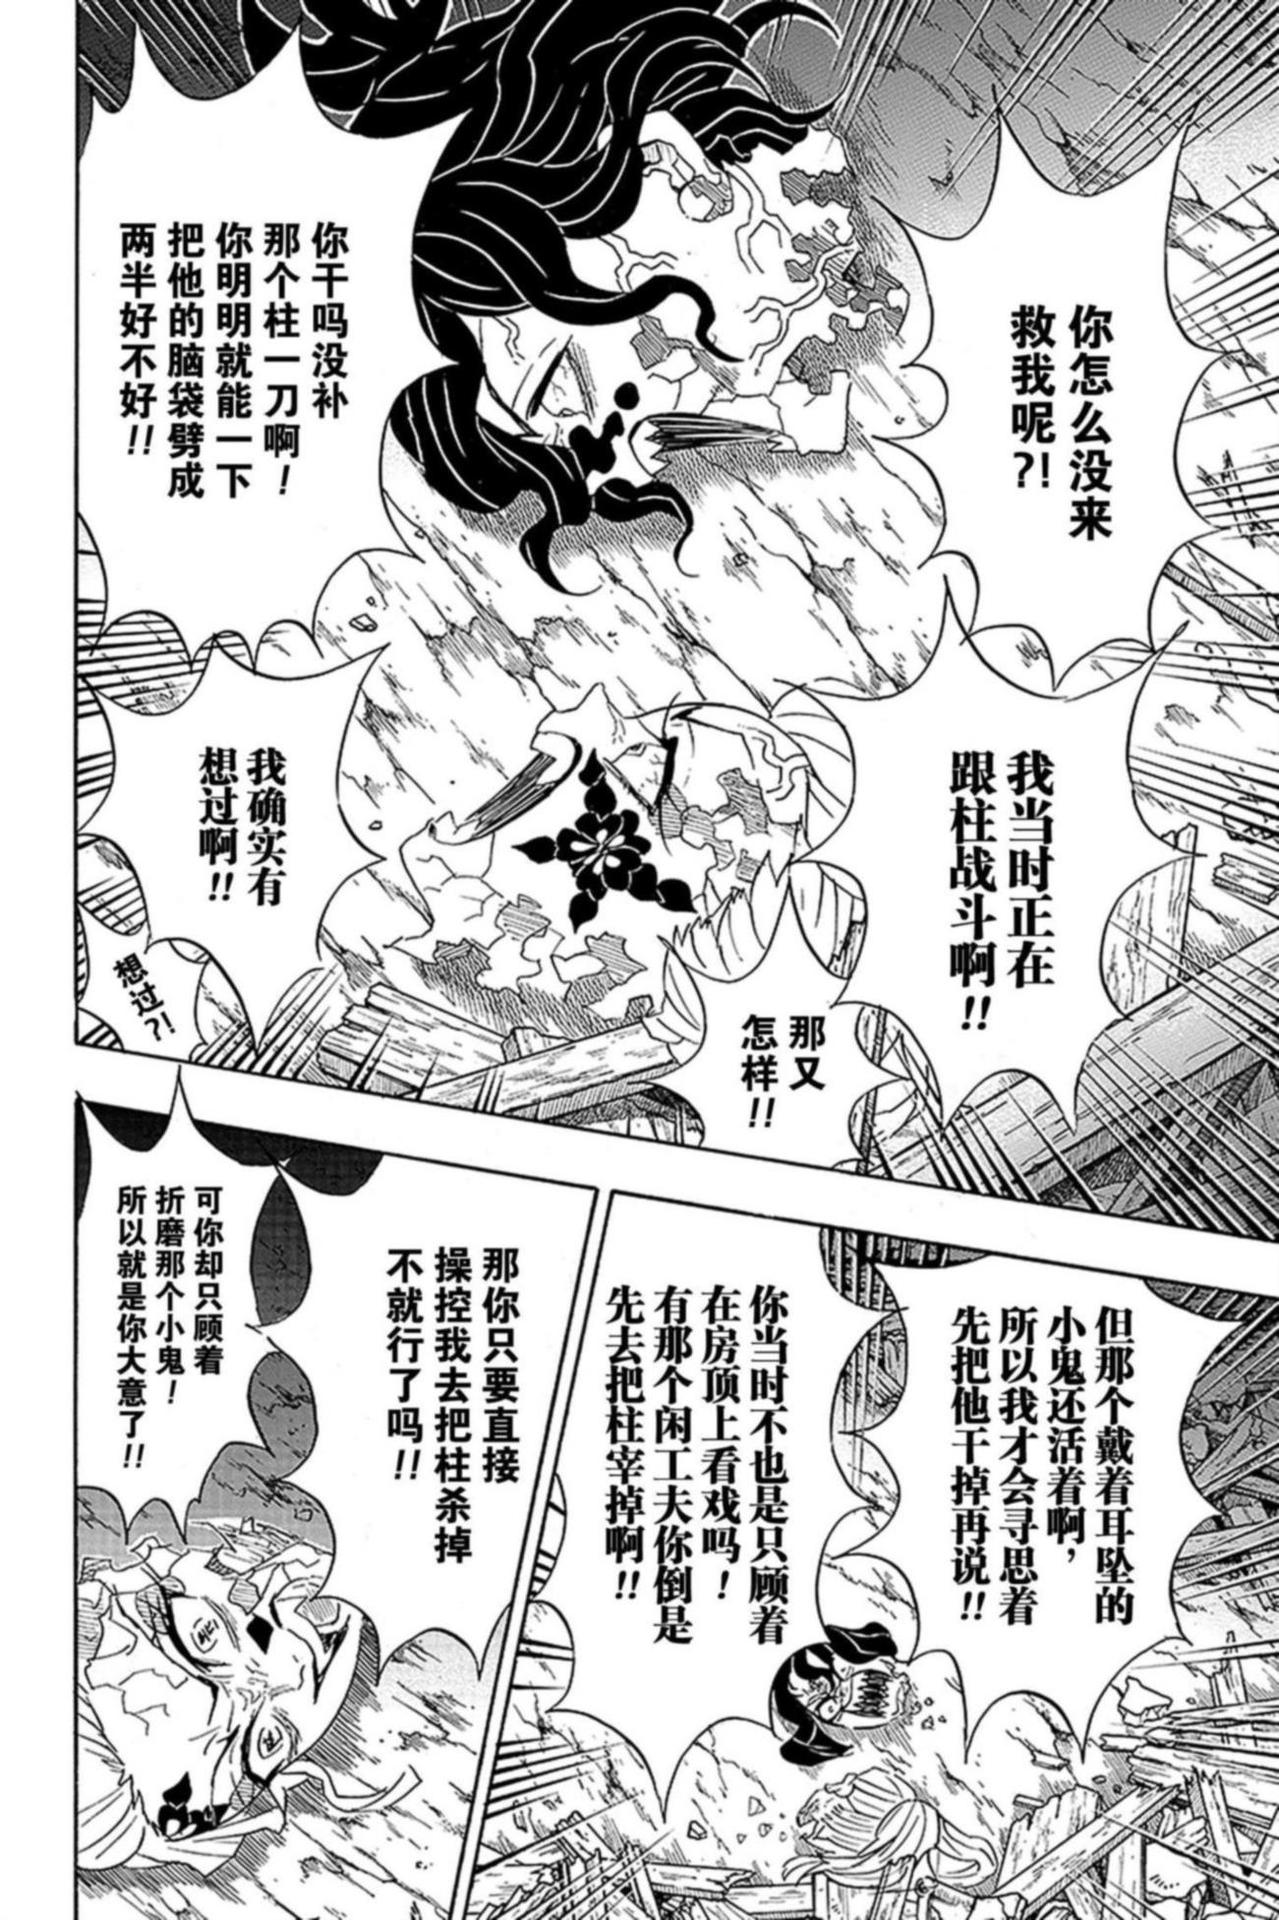 你怎么没来
救我呢?!
我当时正在
跟柱战斗啊!!
那又
怎样!!
你干吗没补
那个柱一刀啊!
你明明就能一下
把他的脑袋劈成
两半好不好!!
我确实有
想过啊!!
想过?!
但那个戴着耳坠的
小鬼还活着啊,
所以我才会寻思着
先把他干掉再说!!
你当时不也是只顾着
在房顶上看戏吗!
有那个闲工夫你倒是
先去把柱宰掉啊!!
那你只要直接
操控我去把柱杀掉
不就行了吗!!
可你却只顾着
折磨那个小鬼!
所以就是你大意了!!